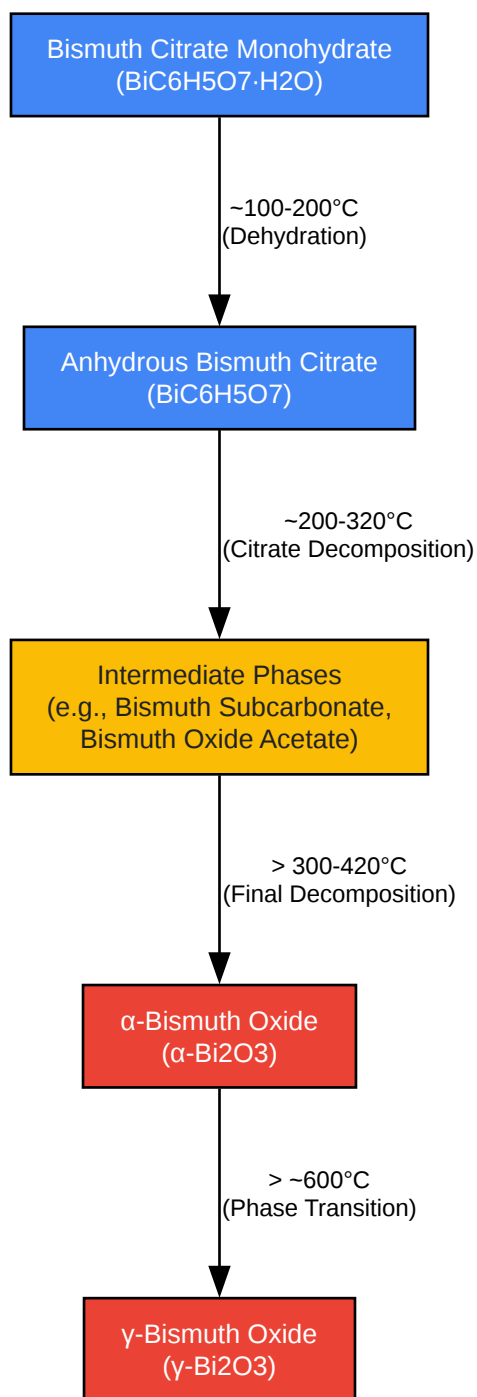 Bismuth Citrate Monohydrate
(BiC6H5O7·H2O)
~100-200°C
(Dehydration)
Anhydrous Bismuth Citrate
(BiC6H5O7)
~200-320°C
(Citrate Decomposition)
Intermediate Phases
(e.g., Bismuth Subcarbonate,
Bismuth Oxide Acetate)
> 300-420°C
(Final Decomposition)
α-Bismuth Oxide
(α-Bi2O3)
> ~600°C
(Phase Transition)
γ-Bismuth Oxide
(γ-Bi2O3)